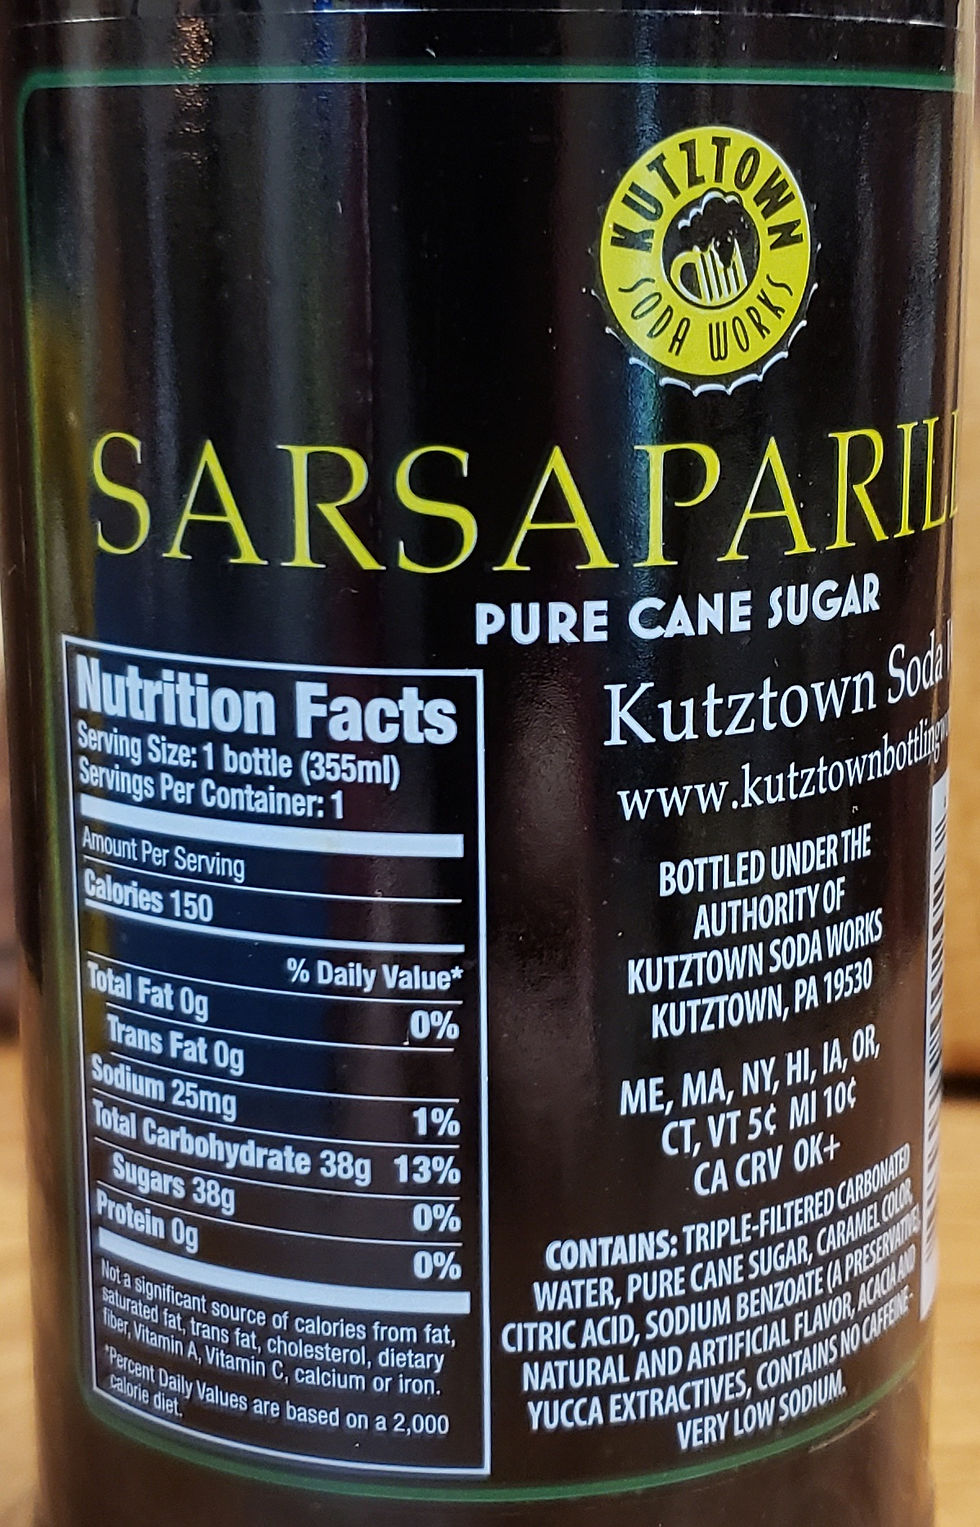 KUTZTOWN
SODA WORKS
SARSAPARIL
PURE CANE SUGAR
Nutrition Facts
Serving Size: 1 bottle (355ml)
Servings Per Container: 1
Amount Per Serving
Calories 150
% Daily Value*
Total Fat 0g 0%
Trans Fat 0g
Sodium 25mg 1%
Total Carbohydrate 38g 13%
Sugars 38g 0%
Protein 0g 0%
Not a significant source of calories from fat,
saturated fat, trans fat, cholesterol, dietary
fiber, Vitamin A, Vitamin C, calcium or iron.
*Percent Daily Values are based on a 2,000
calorie diet.
Kutztown Soda
www.kutztownbottlingwo
BOTTLED UNDER THE
AUTHORITY OF
KUTZTOWN SODA WORKS
KUTZTOWN, PA 19530
ME, MA, NY, HI, IA, OR,
CT, VT 5¢ MI 10¢
CA CRV OK+
CONTAINS: TRIPLE-FILTERED CARBONATED
WATER, PURE CANE SUGAR, CARAMEL COLOR,
CITRIC ACID, SODIUM BENZOATE (A PRESERVATIVE)
NATURAL AND ARTIFICIAL FLAVOR, ACACIA AND
YUCCA EXTRACTIVES, CONTAINS NO CAFFEINE-
VERY LOW SODIUM.